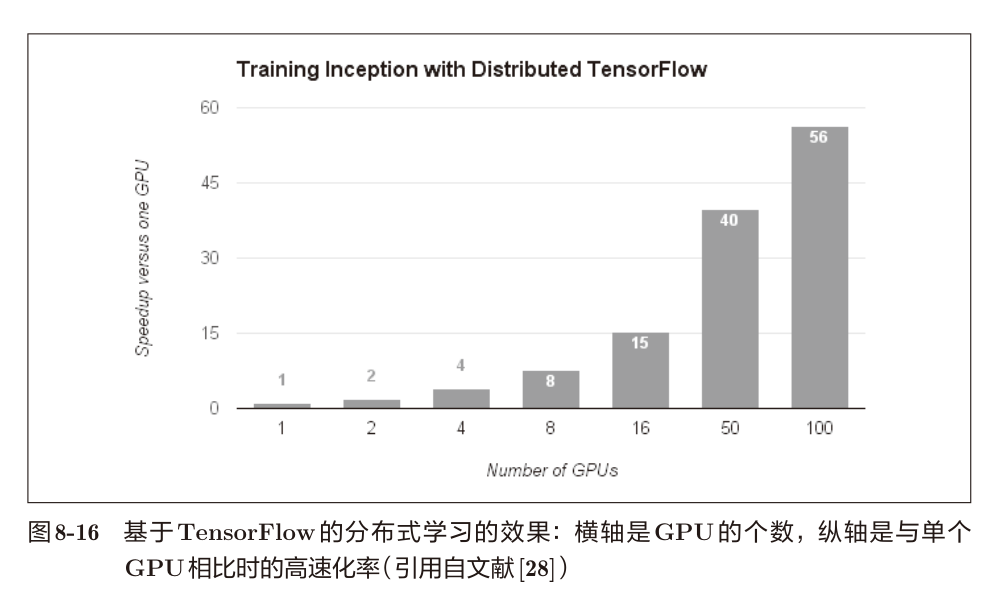 Training Inception with Distributed TensorFlow
Speedup versus one GPU
60
45
30
15
0
1
2
4
8
15
40
56
1 2 4 8 16 50 100
Number of GPUs
图8-16 基于TensorFlow的分布式学习的效果：横轴是GPU的个数，纵轴是与单个
GPU相比时的高速化率（引用自文献[28]）